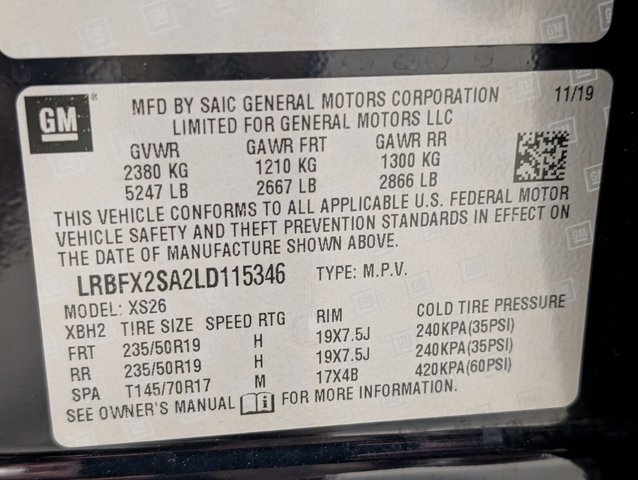 GM
®
MFD BY SAIC GENERAL MOTORS CORPORATION
LIMITED FOR GENERAL MOTORS LLC
11/19
GVWR GAWR FRT GAWR RR
2380 KG 1210 KG 1300 KG
5247 LB 2667 LB 2866 LB
THIS VEHICLE CONFORMS TO ALL APPLICABLE U.S. FEDERAL MOTOR
VEHICLE SAFETY AND THEFT PREVENTION STANDARDS IN EFFECT ON
THE DATE OF MANUFACTURE SHOWN ABOVE.
LRBFX2SA2LD115346 TYPE: M.P.V.
MODEL: XS26
XBH2 TIRE SIZE SPEED RTG RIM COLD TIRE PRESSURE
FRT 235/50R19 H 19X7.5J 240KPA(35PSI)
RR 235/50R19 H 19X7.5J 240KPA(35PSI)
SPA T145/70R17 M 17X4B 420KPA(60PSI)
SEE OWNER'S MANUAL i FOR MORE INFORMATION.